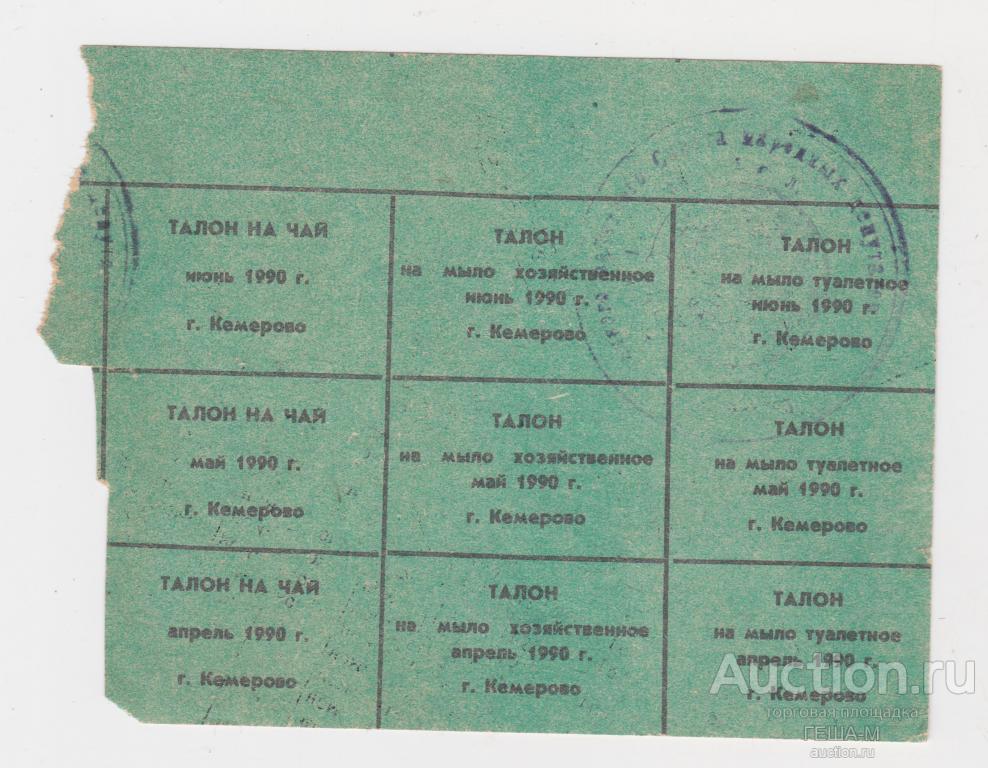 народных депутатов
ТАЛОН НА ЧАЙ
июнь 1990 г.
г. Кемерово
ТАЛОН
на мыло хозяйственное
июнь 1990 г.
г. Кемерово
ТАЛОН
на мыло туалетное
июнь 1990 г.
г. Кемерово
ТАЛОН НА ЧАЙ
май 1990 г.
г. Кемерово
ТАЛОН
на мыло хозяйственное
май 1990 г.
г. Кемерово
ТАЛОН
на мыло туалетное
май 1990 г.
г. Кемерово
ТАЛОН НА ЧАЙ
апрель 1990 г.
г. Кемерово
ТАЛОН
на мыло хозяйственное
апрель 1990 г.
г. Кемерово
ТАЛОН
на мыло туалетное
апрель 1990 г.
г. Кемерово
Auction.ru
торговая площадка
ГЕША-М
auction.ru